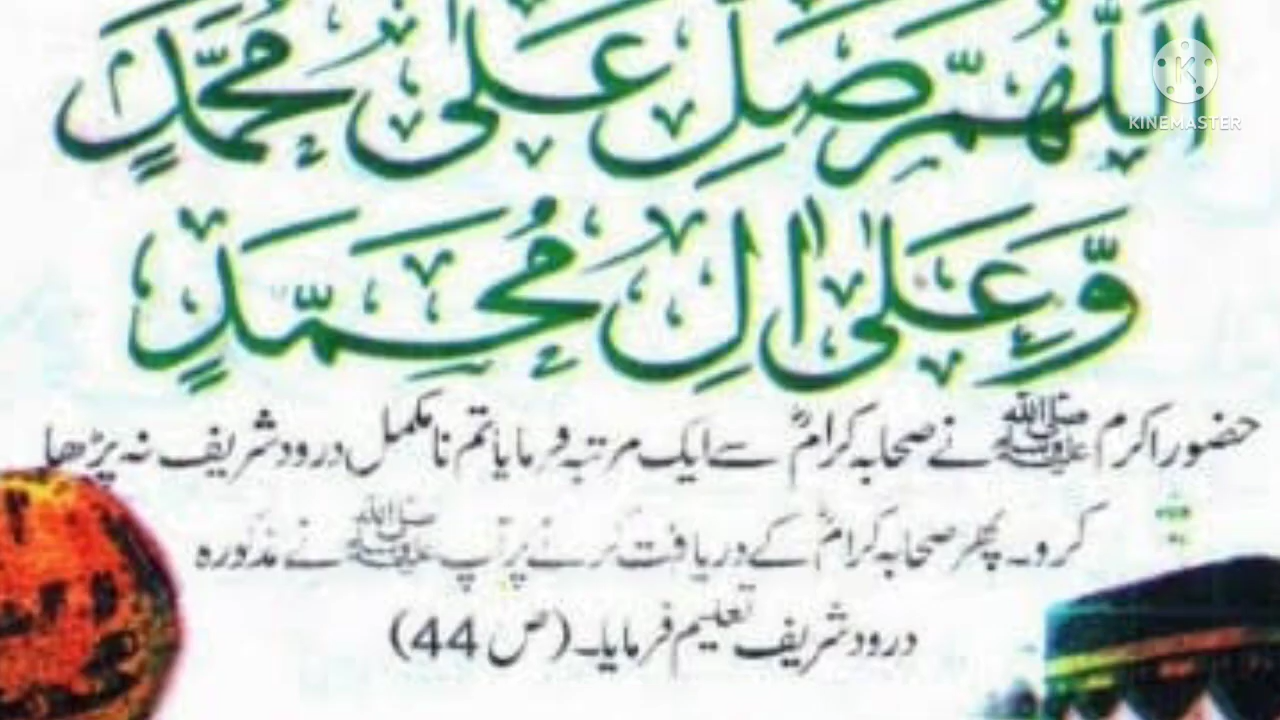 اَللّٰهُمَّ صَلِّ عَلٰی مُحَمَّدٍ
وَّعَلٰۤی اٰلِ مُحَمَّدٍ
حضور اکرم ﷺ نے صحابہ کرامؓ سے ایک مرتبہ فرمایا تم نامکمل درود شریف نہ پڑھا
کرو۔ پھر صحابہ کرامؓ کے دریافت کرنے پر آپ ﷺ نے مذکورہ
درود شریف تعلیم فرمایا۔ (ص 44)
KINEMASTER